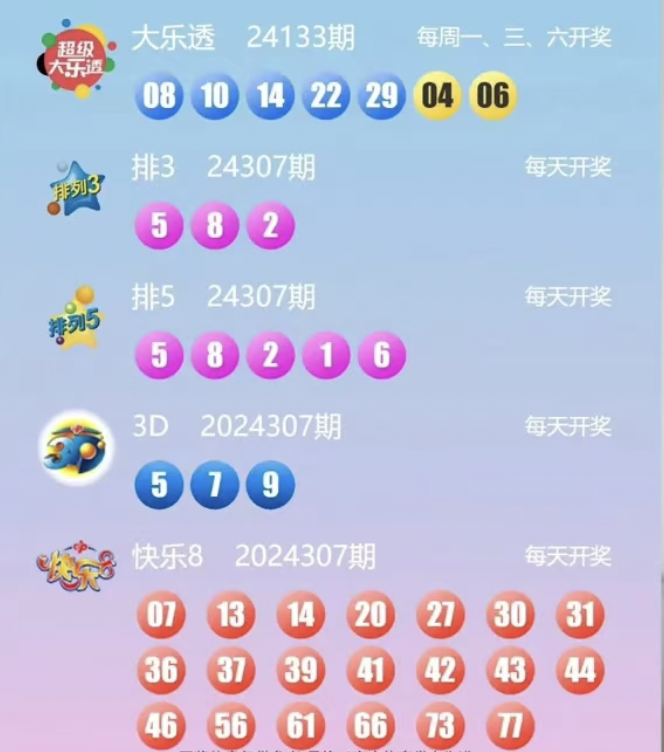 超级
大乐透
大乐透 24133期 每周一、三、六开奖
08 10 14 22 29 04 06
排列3
排3 24307期 每天开奖
5 8 2
排列5
排5 24307期 每天开奖
5 8 2 1 6
3D
3D 2024307期 每天开奖
5 7 9
快乐8
快乐8 2024307期 每天开奖
07 13 14 20 27 30 31
36 37 39 41 42 43 44
46 56 61 66 73 77